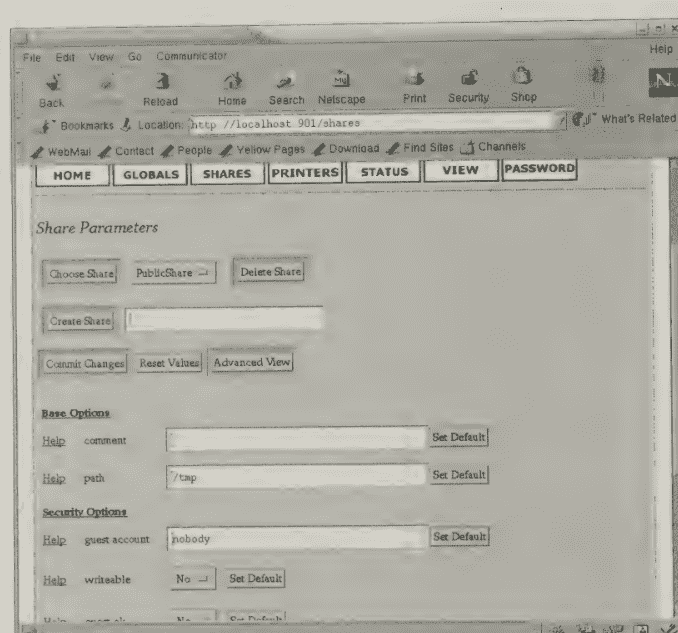 File Edit View Go Communicator Help
Back Reload Home Search Netscape Print Security Shop N
Bookmarks Location: http //localhost 901/shares What's Related
WebMail Contact People Yellow Pages Download Find Sites Channels
HOME GLOBALS SHARES PRINTERS STATUS VIEW PASSWORD
Share Parameters
Choose Share PublicShare Delete Share
Create Share
Commit Changes Reset Values Advanced View
Base Options
Help comment Set Default
Help path /tmp Set Default
Security Options
Help guest account nobody Set Default
Help writeable No Set Default